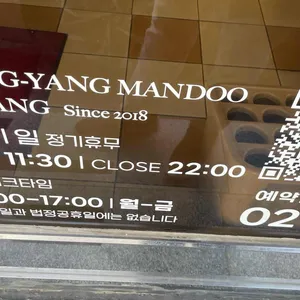 G-YANG MANDOO
ANG Since 2018
일 정기휴무
11:30 | CLOSE 22:00
크타임
00-17:00 | 월-금
일과 법정공휴일에는 없습니다
예약
02